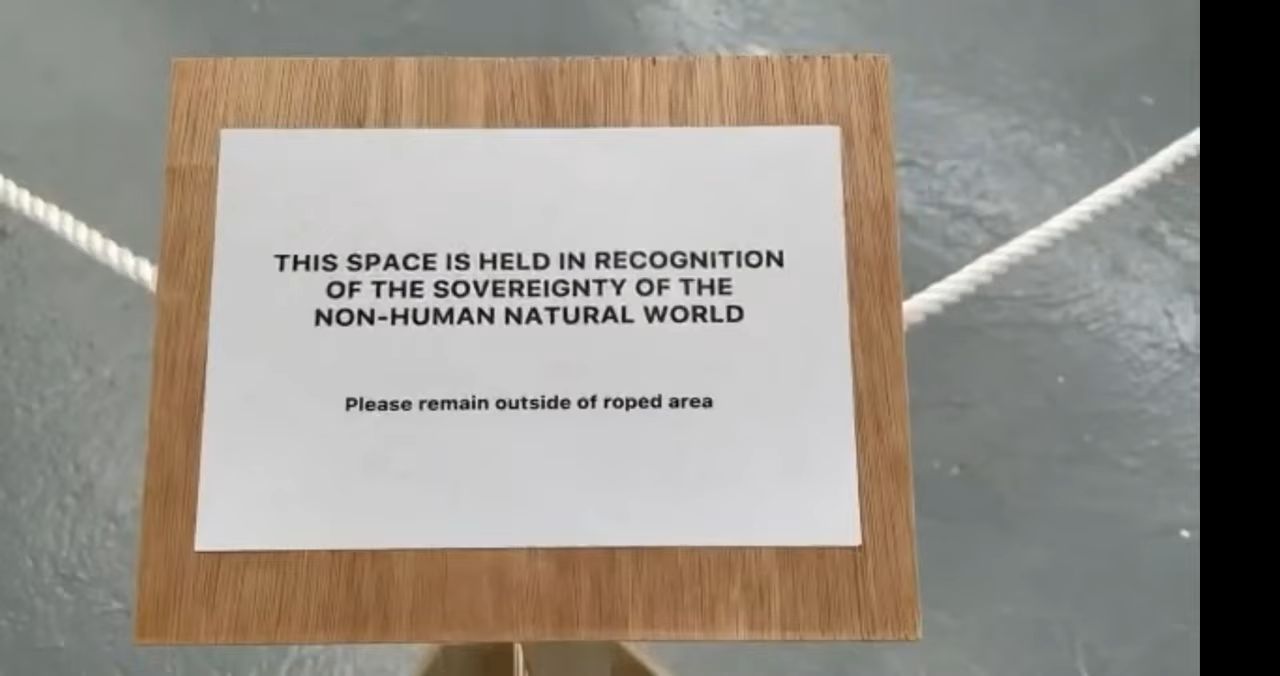 THIS SPACE IS HELD IN RECOGNITION
OF THE SOVEREIGNTY OF THE
NON-HUMAN NATURAL WORLD
Please remain outside of roped area